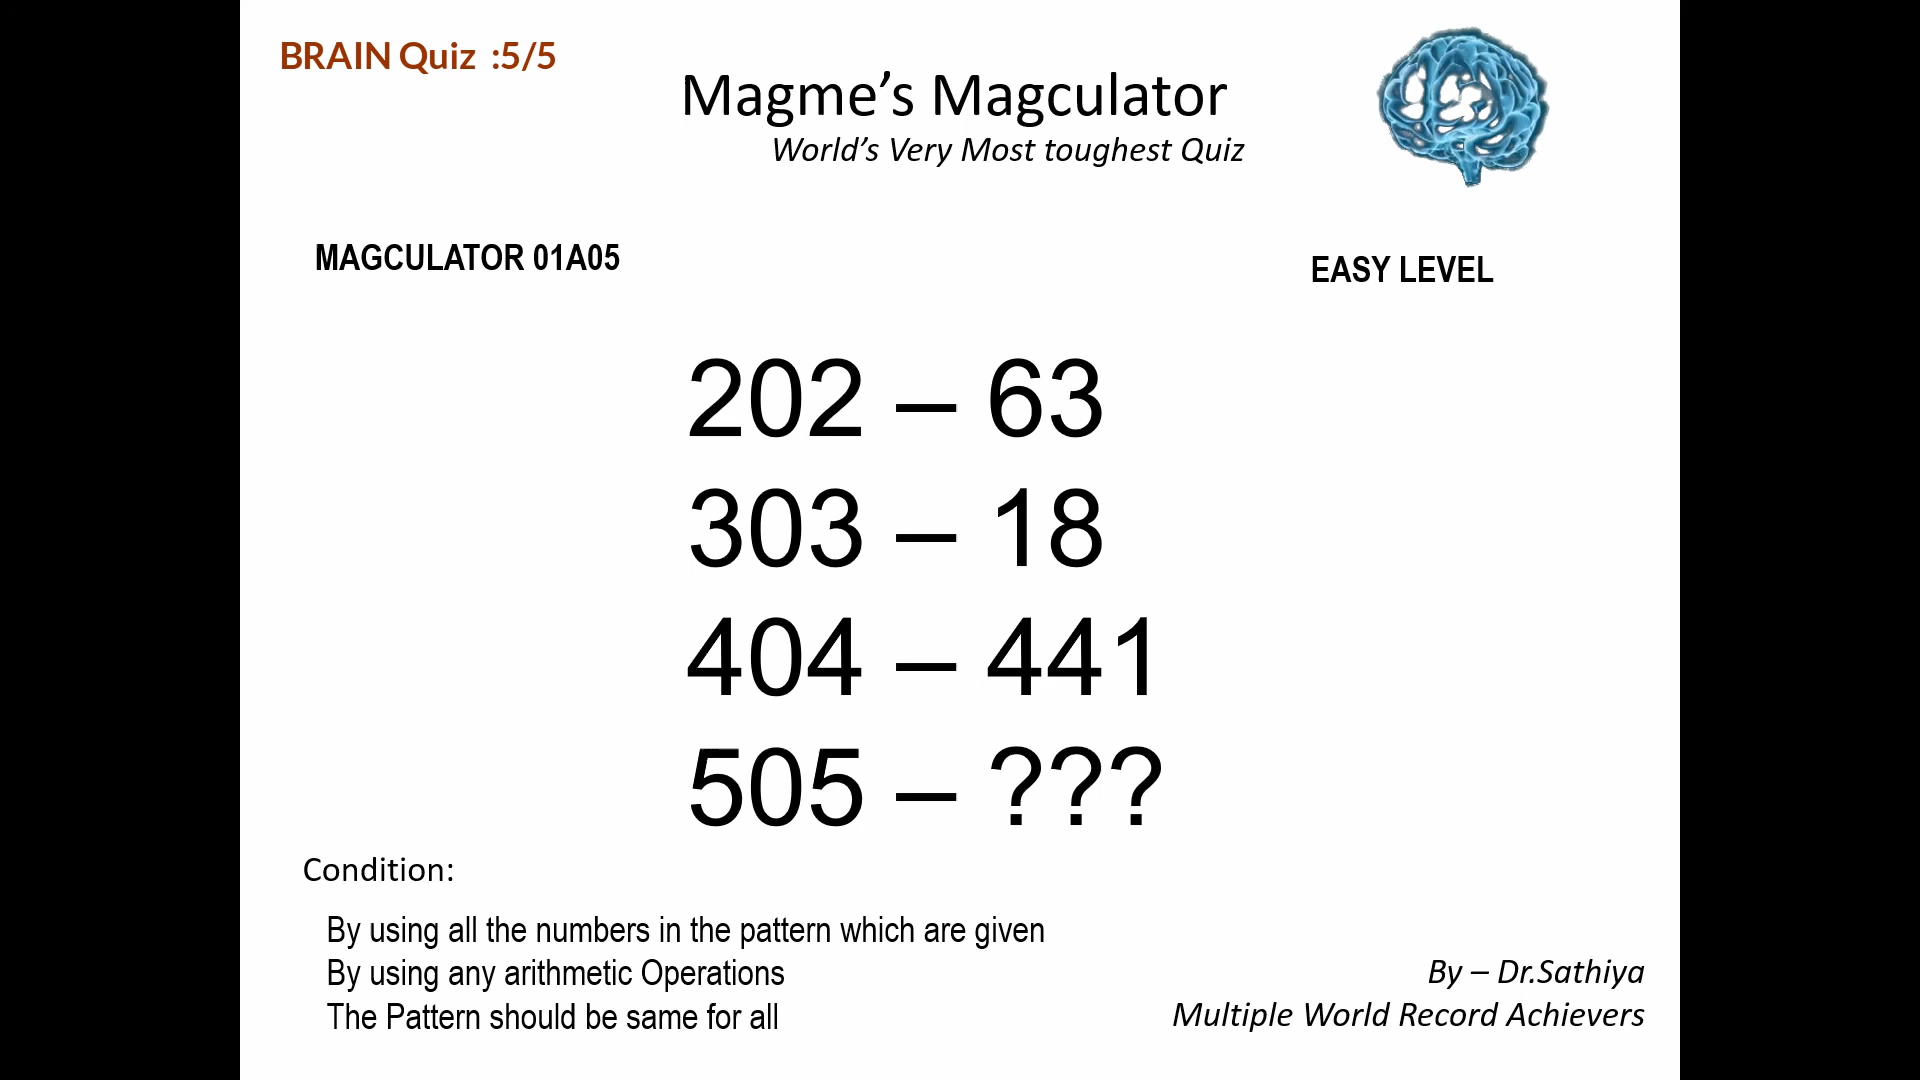 BRAIN Quiz :5/5
Magme’s Magculator
World’s Very Most toughest Quiz
MAGCULATOR 01A05
EASY LEVEL
202 – 63
303 – 18
404 – 441
505 – ???
Condition:
By using all the numbers in the pattern which are given
By using any arithmetic Operations
The Pattern should be same for all
By – Dr.Sathiya
Multiple World Record Achievers